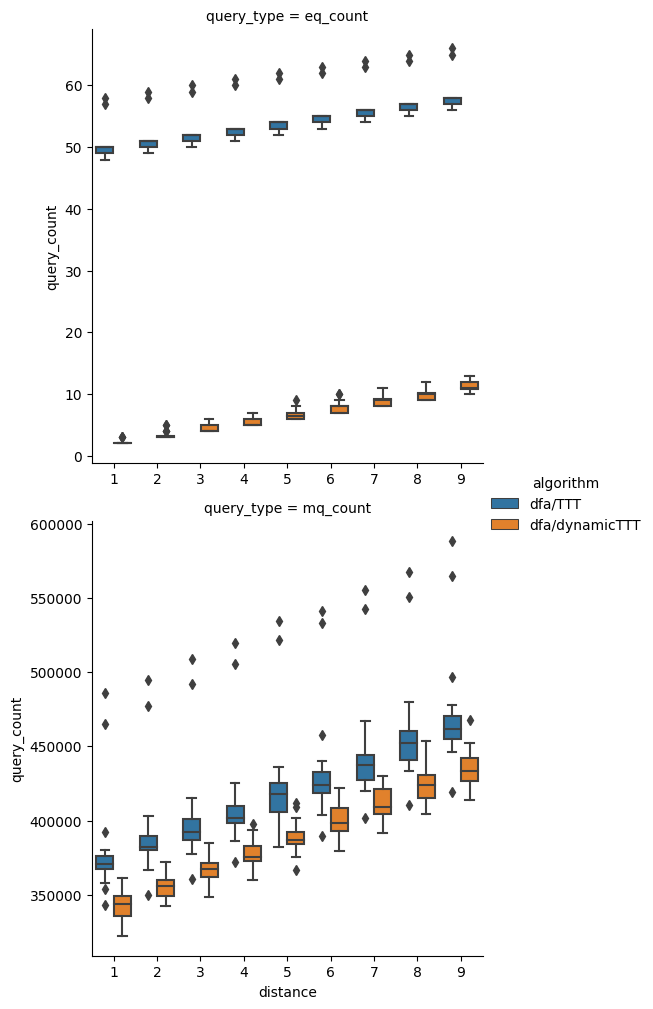 query_type = eq_count
60
50
40
30
20
10
0
query_count
1 2 3 4 5 6 7 8 9
algorithm
dfa/TTT
dfa/dynamicTTT
query_type = mq_count
600000
550000
500000
450000
400000
350000
query_count
1 2 3 4 5 6 7 8 9
distance